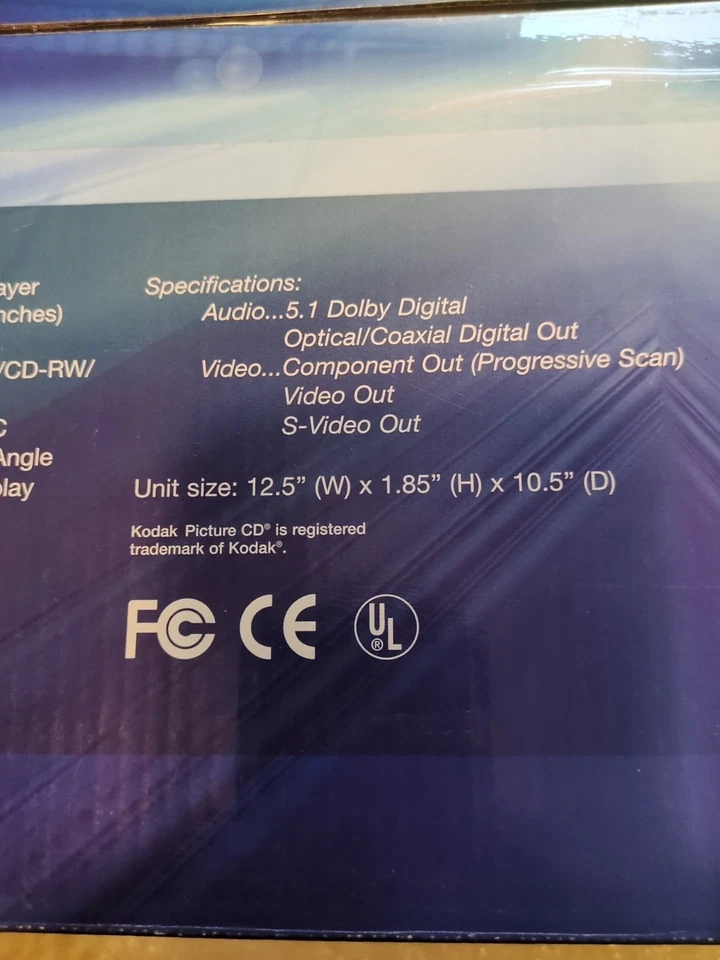 ayer
nches)
/CD-RW/
C
Angle
lay
Specifications:
Audio...5.1 Dolby Digital
Optical/Coaxial Digital Out
Video...Component Out (Progressive Scan)
Video Out
S-Video Out
Unit size: 12.5” (W) x 1.85” (H) x 10.5” (D)
Kodak Picture CD® is registered
trademark of Kodak®.
FC CE UL®